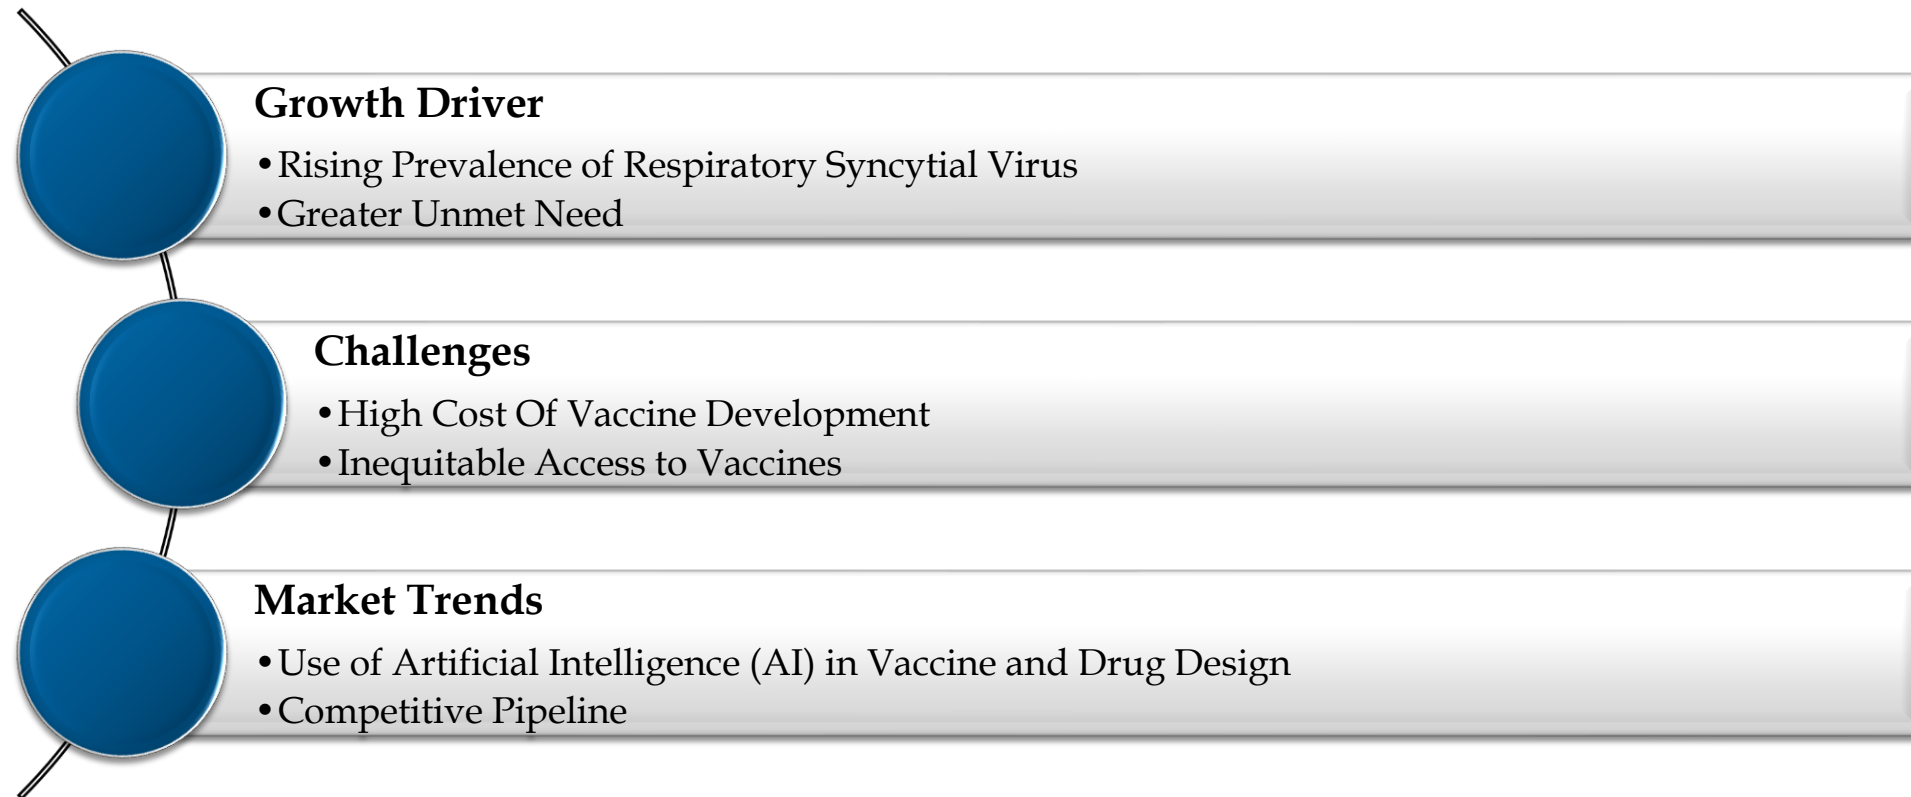 Growth Driver
•Rising Prevalence of Respiratory Syncytial Virus
•Greater Unmet Need
Challenges
•High Cost Of Vaccine Development
•Inequitable Access to Vaccines
Market Trends
•Use of Artificial Intelligence (AI) in Vaccine and Drug Design
•Competitive Pipeline